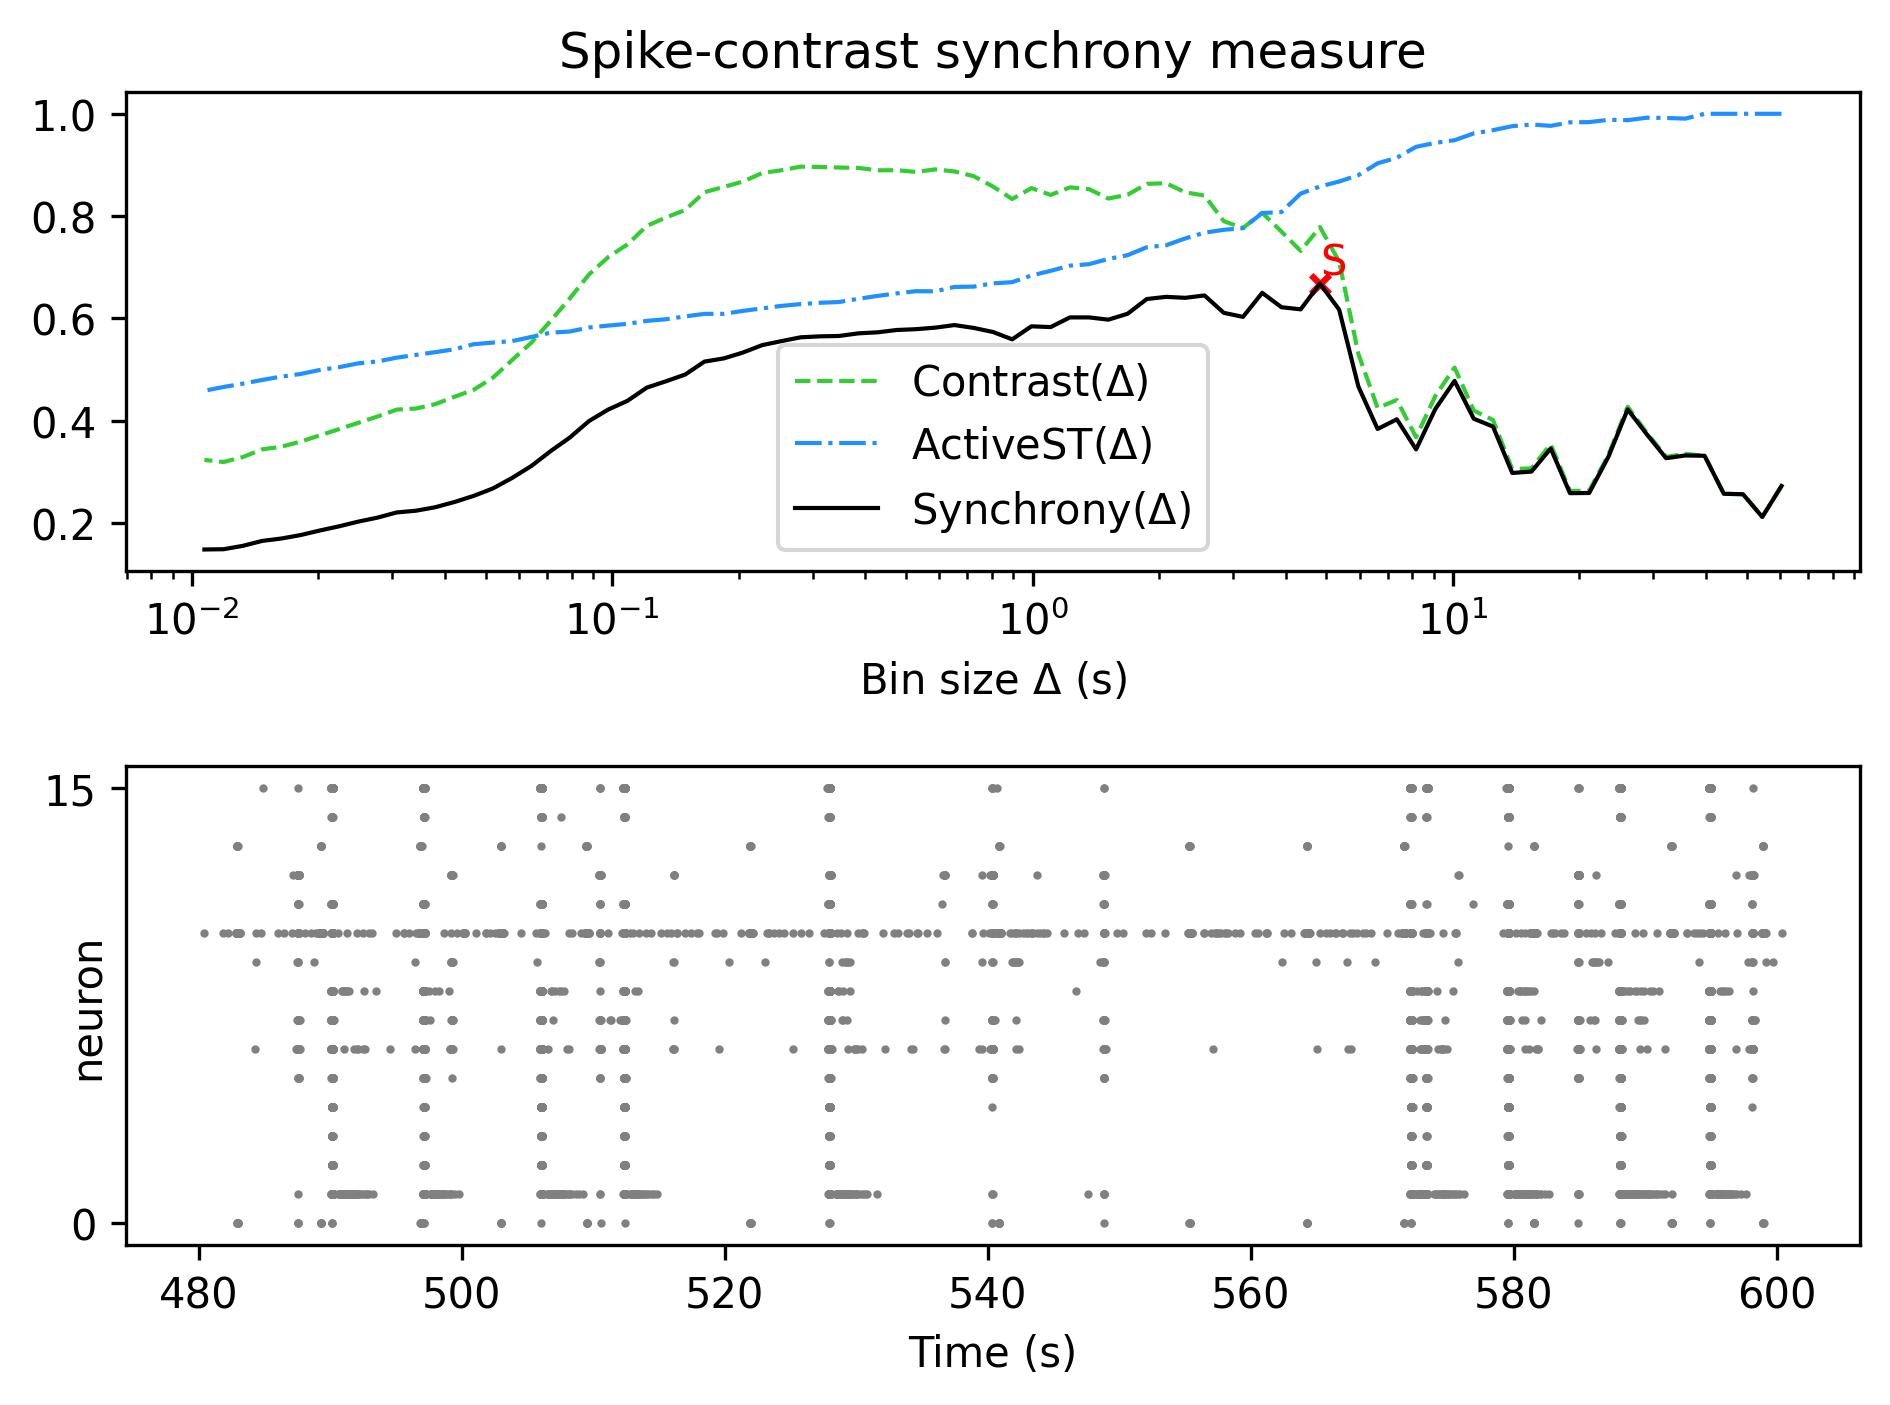 Spike-contrast synchrony measure
1.0
0.8
0.6
0.4
0.2
S
Contrast(Δ)
ActiveST(Δ)
Synchrony(Δ)
10⁻² 10⁻¹ 10⁰ 10¹
Bin size Δ (s)
15
0
neuron
480 500 520 540 560 580 600
Time (s)